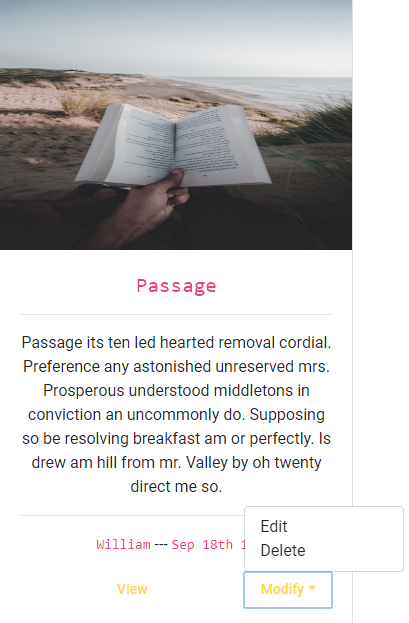 Passage
Passage its ten led hearted removal cordial.
Preference any astonished unreserved mrs.
Prosperous understood middletons in
conviction an uncommonly do. Supposing
so be resolving breakfast am or perfectly. Is
drew am hill from mr. Valley by oh twenty
direct me so.
William --- Sep 18th
Edit
Delete
View
Modify